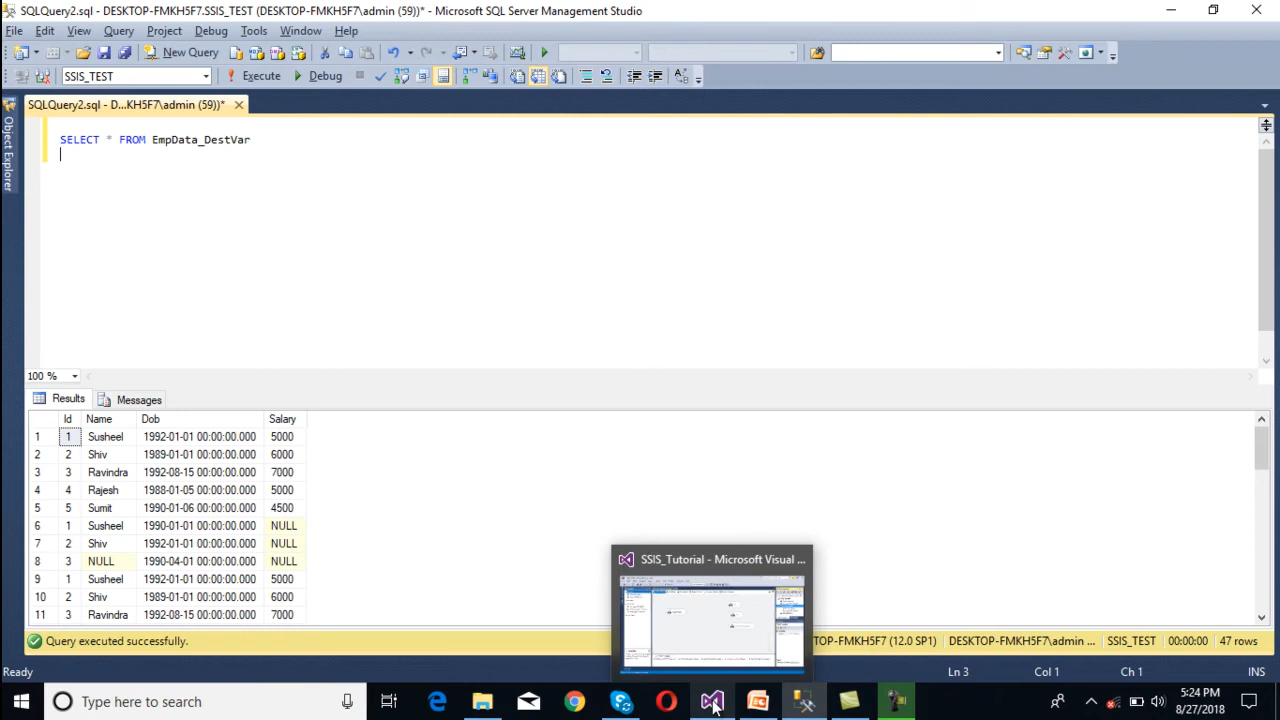 SQLQuery2.sql - DESKTOP-FMKH5F7.SSIS_TEST (DESKTOP-FMKH5F7\admin (59))* - Microsoft SQL Server Management Studio
File Edit View Query Project Debug Tools Window Help
New Query
SSIS_TEST Execute Debug
SQLQuery2.sql - D...KH5F7\admin (59))*
Object Explorer
SELECT * FROM EmpData_DestVar
100 %
Results Messages
Id Name Dob Salary
1 1 Susheel 1992-01-01 00:00:00.000 5000
2 2 Shiv 1989-01-01 00:00:00.000 6000
3 3 Ravindra 1992-08-15 00:00:00.000 7000
4 4 Rajesh 1988-01-05 00:00:00.000 5000
5 5 Sumit 1990-01-06 00:00:00.000 4500
6 1 Susheel 1990-01-01 00:00:00.000 NULL
7 2 Shiv 1992-01-01 00:00:00.000 NULL
8 3 NULL 1990-04-01 00:00:00.000 NULL
9 1 Susheel 1992-01-01 00:00:00.000 5000
10 2 Shiv 1989-01-01 00:00:00.000 6000
11 3 Ravindra 1992-08-15 00:00:00.000 7000
SSIS_Tutorial - Microsoft Visual ...
Query executed successfully. TOP-FMKH5F7 (12.0 SP1) DESKTOP-FMKH5F7\admin ... SSIS_TEST 00:00:00 47 rows
Ready Ln 3 Col 1 Ch 1 INS
Type here to search
5:24 PM
8/27/2018